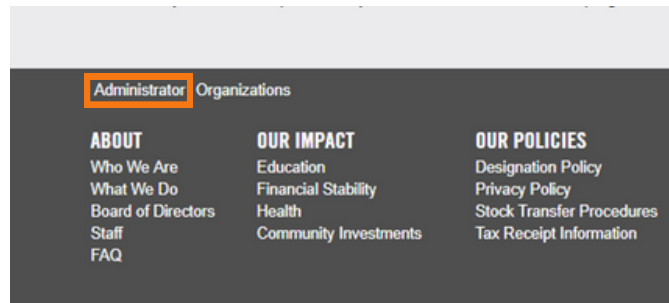 Administrator Organizations
ABOUT
Who We Are
What We Do
Board of Directors
Staff
FAQ
OUR IMPACT
Education
Financial Stability
Health
Community Investments
OUR POLICIES
Designation Policy
Privacy Policy
Stock Transfer Procedures
Tax Receipt Information